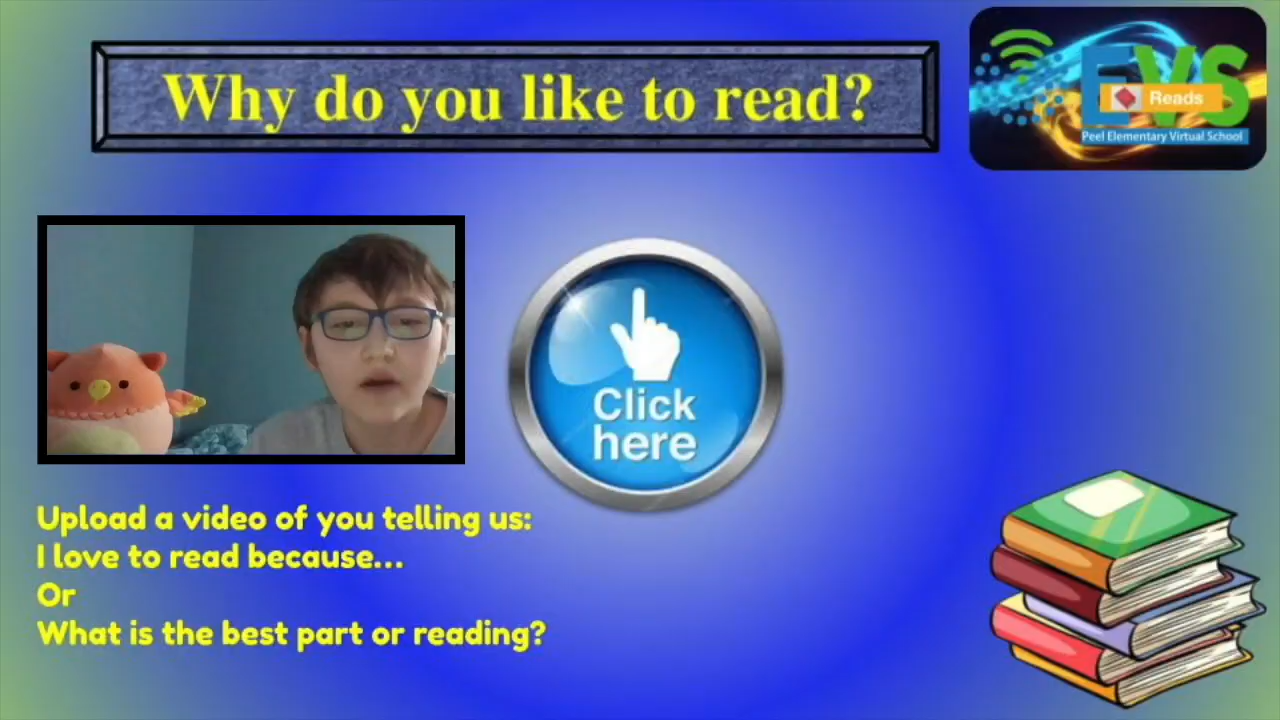 Why do you like to read?
EVS
Reads
Peel Elementary Virtual School
Click
here
Upload a video of you telling us:
I love to read because...
Or
What is the best part or reading?